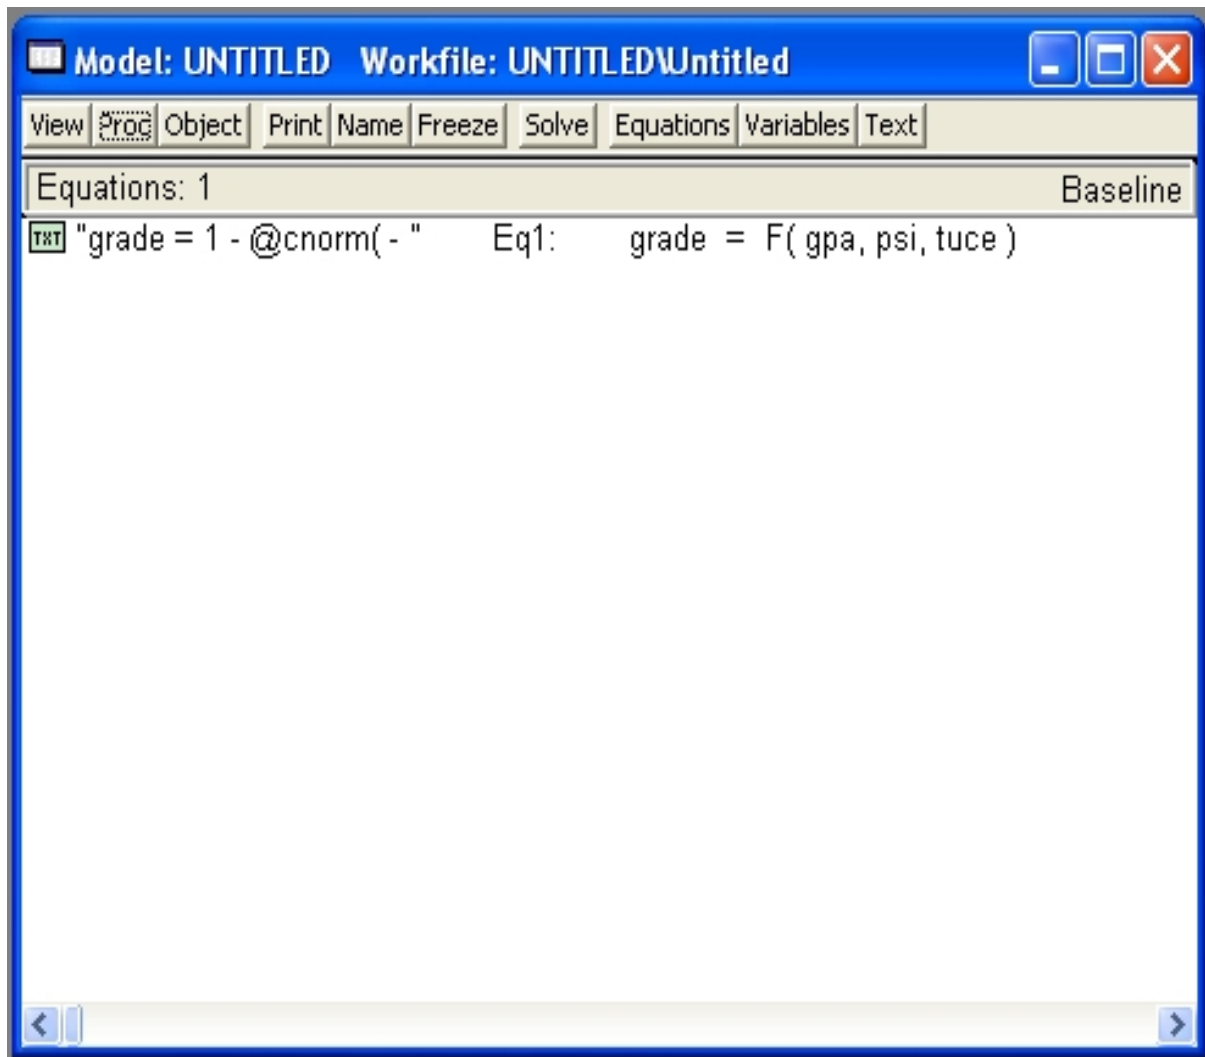 Model: UNTITLED Workfile: UNTITLED\Untitled
View Proc Object Print Name Freeze Solve Equations Variables Text
Equations: 1 Baseline
TXT "grade = 1 - @cnorm( - " Eq1: grade = F( gpa, psi, tuce )